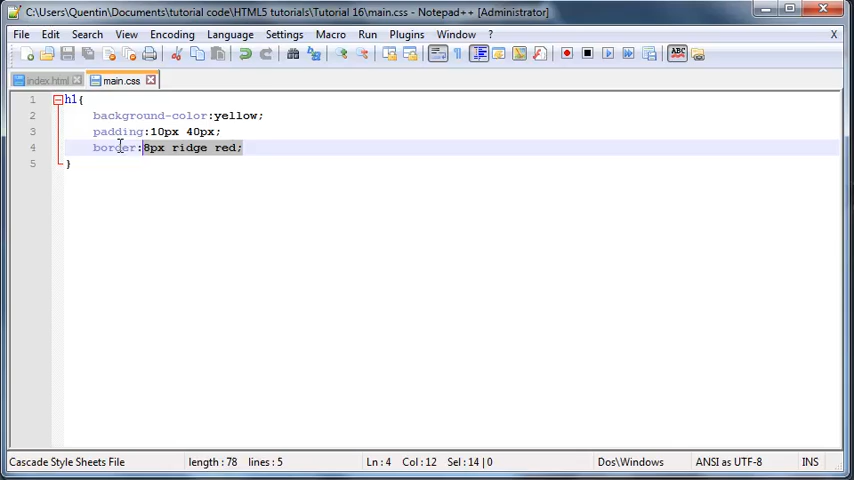 C:\Users\Quentin\Documents\tutorial code\HTML5 tutorials\Tutorial 16\main.css - Notepad++ [Administrator]
File Edit Search View Encoding Language Settings Macro Run Plugins Window ? X
index.html main.css
1 h1{
2 background-color:yellow;
3 padding:10px 40px;
4 border:8px ridge red;
5 }
Cascade Style Sheets File length : 78 lines : 5 Ln : 4 Col : 12 Sel : 14 | 0 Dos\Windows ANSI as UTF-8 INS